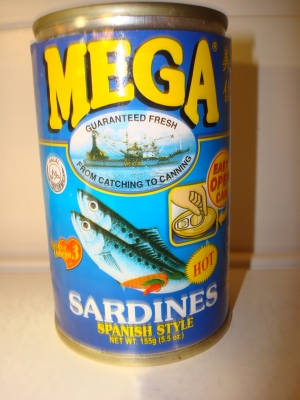 MEGA
®
GUARANTEED FRESH
FROM CATCHING TO CANNING
EASY
OPEN
CAN
HOT
SARDINES
SPANISH STYLE
NET WT. 155g (5.5 oz.)